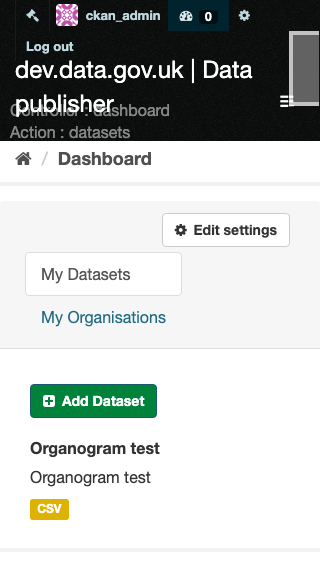 ckan_admin 0
Log out
dev.data.gov.uk | Data
publisher
Controller : dashboard
Action : datasets
/ Dashboard
Edit settings
My Datasets
My Organisations
Add Dataset
Organogram test
Organogram test
CSV